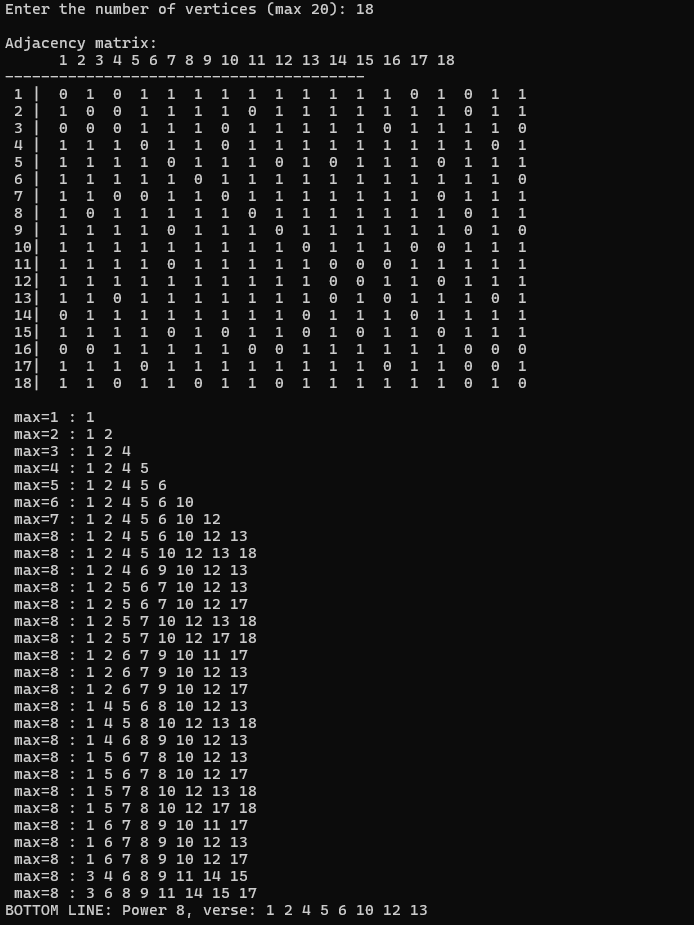 Enter the number of vertices (max 20): 18
Adjacency matrix:
1 2 3 4 5 6 7 8 9 10 11 12 13 14 15 16 17 18
----------------------------------------
1 | 0 1 0 1 1 1 1 1 1 1 1 1 1 0 1 0 1 1
2 | 1 0 0 1 1 1 1 0 1 1 1 1 1 1 1 0 1 1
3 | 0 0 0 1 1 1 0 1 1 1 1 1 0 1 1 1 1 0
4 | 1 1 1 0 1 1 0 1 1 1 1 1 1 1 1 1 0 1
5 | 1 1 1 1 0 1 1 1 0 1 0 1 1 1 0 1 1 1
6 | 1 1 1 1 1 0 1 1 1 1 1 1 1 1 1 1 1 0
7 | 1 1 0 0 1 1 0 1 1 1 1 1 1 1 0 1 1 1
8 | 1 0 1 1 1 1 1 0 1 1 1 1 1 1 1 0 1 1
9 | 1 1 1 1 0 1 1 1 0 1 1 1 1 1 1 0 1 0
10| 1 1 1 1 1 1 1 1 1 0 1 1 1 0 0 1 1 1
11| 1 1 1 1 0 1 1 1 1 1 0 0 0 1 1 1 1 1
12| 1 1 1 1 1 1 1 1 1 1 0 0 1 1 0 1 1 1
13| 1 1 0 1 1 1 1 1 1 1 0 1 0 1 1 1 0 1
14| 0 1 1 1 1 1 1 1 1 0 1 1 1 0 1 1 1 1
15| 1 1 1 1 0 1 0 1 1 0 1 0 1 1 0 1 1 1
16| 0 0 1 1 1 1 1 0 0 1 1 1 1 1 1 0 0 0
17| 1 1 1 0 1 1 1 1 1 1 1 1 0 1 1 0 0 1
18| 1 1 0 1 1 0 1 1 0 1 1 1 1 1 1 0 1 0
max=1 : 1
max=2 : 1 2
max=3 : 1 2 4
max=4 : 1 2 4 5
max=5 : 1 2 4 5 6
max=6 : 1 2 4 5 6 10
max=7 : 1 2 4 5 6 10 12
max=8 : 1 2 4 5 6 10 12 13
max=8 : 1 2 4 5 10 12 13 18
max=8 : 1 2 4 6 9 10 12 13
max=8 : 1 2 5 6 7 10 12 13
max=8 : 1 2 5 6 7 10 12 17
max=8 : 1 2 5 7 10 12 13 18
max=8 : 1 2 5 7 10 12 17 18
max=8 : 1 2 6 7 9 10 11 17
max=8 : 1 2 6 7 9 10 12 13
max=8 : 1 2 6 7 9 10 12 17
max=8 : 1 4 5 6 8 10 12 13
max=8 : 1 4 5 8 10 12 13 18
max=8 : 1 4 6 8 9 10 12 13
max=8 : 1 5 6 7 8 10 12 13
max=8 : 1 5 6 7 8 10 12 17
max=8 : 1 5 7 8 10 12 13 18
max=8 : 1 5 7 8 10 12 17 18
max=8 : 1 6 7 8 9 10 11 17
max=8 : 1 6 7 8 9 10 12 13
max=8 : 1 6 7 8 9 10 12 17
max=8 : 3 4 6 8 9 11 14 15
max=8 : 3 6 8 9 11 14 15 17
BOTTOM LINE: Power 8, verse: 1 2 4 5 6 10 12 13